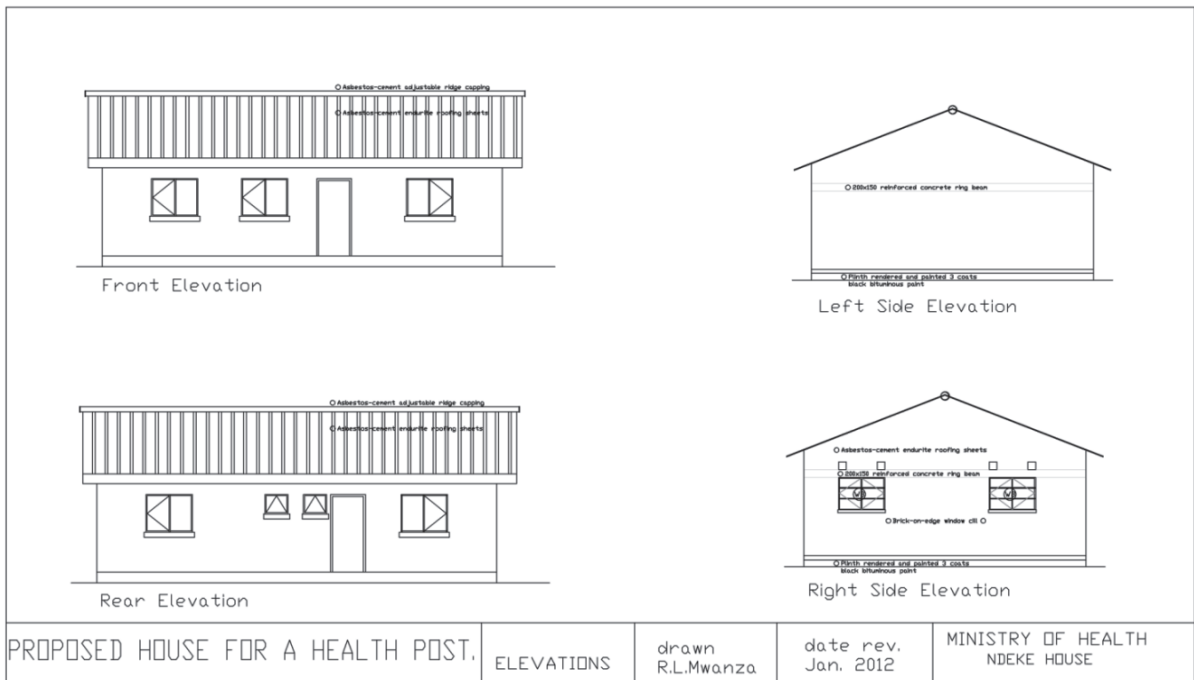 Asbestos-cement adjustable ridge capping
Asbestos-cement endurite roofing sheets
Front Elevation
200x150 reinforced concrete ring beam
Plinth rendered and painted 3 coats
black bituminous paint
Left Side Elevation
Asbestos-cement adjustable ridge capping
Asbestos-cement endurite roofing sheets
Rear Elevation
Asbestos-cement endurite roofing sheets
200x150 reinforced concrete ring beam
Brick-on-edge window cill
Plinth rendered and painted 3 coats
black bituminous paint
Right Side Elevation
PROPOSED HOUSE FOR A HEALTH POST.
ELEVATIONS
drawn
R.L.Mwanza
date rev.
Jan. 2012
MINISTRY OF HEALTH
NDEKE HOUSE